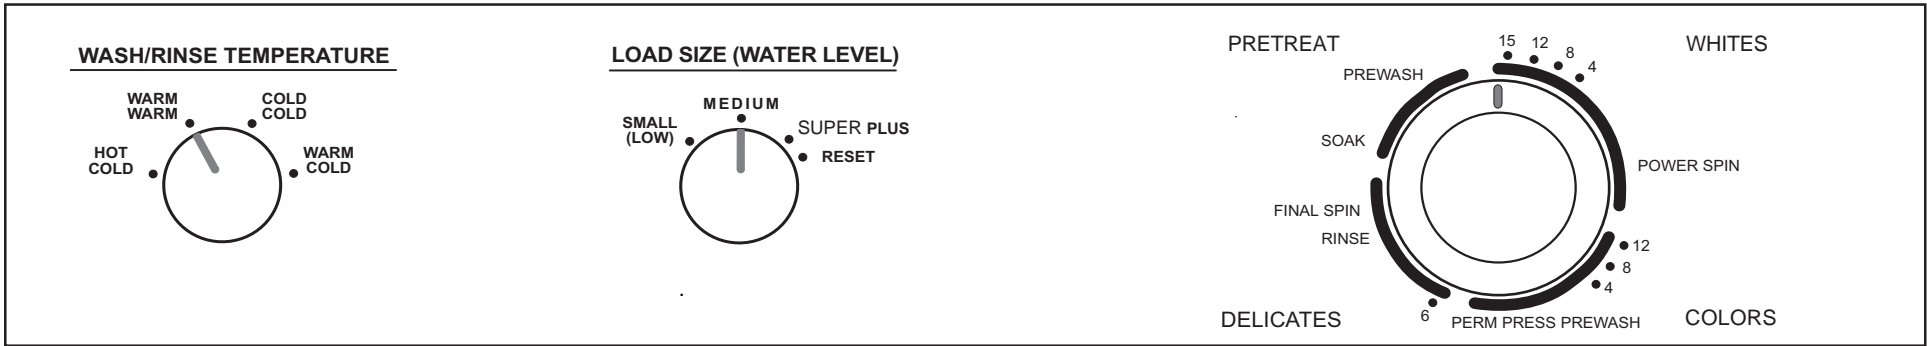 WASH/RINSE TEMPERATURE
WARM
WARM
COLD
COLD
HOT
COLD
WARM
COLD
LOAD SIZE (WATER LEVEL)
MEDIUM
SMALL
(LOW)
SUPER PLUS
RESET
PRETREAT
15
12
8
4
WHITES
PREWASH
SOAK
POWER SPIN
FINAL SPIN
RINSE
12
8
4
6
DELICATES
PERM PRESS PREWASH
COLORS